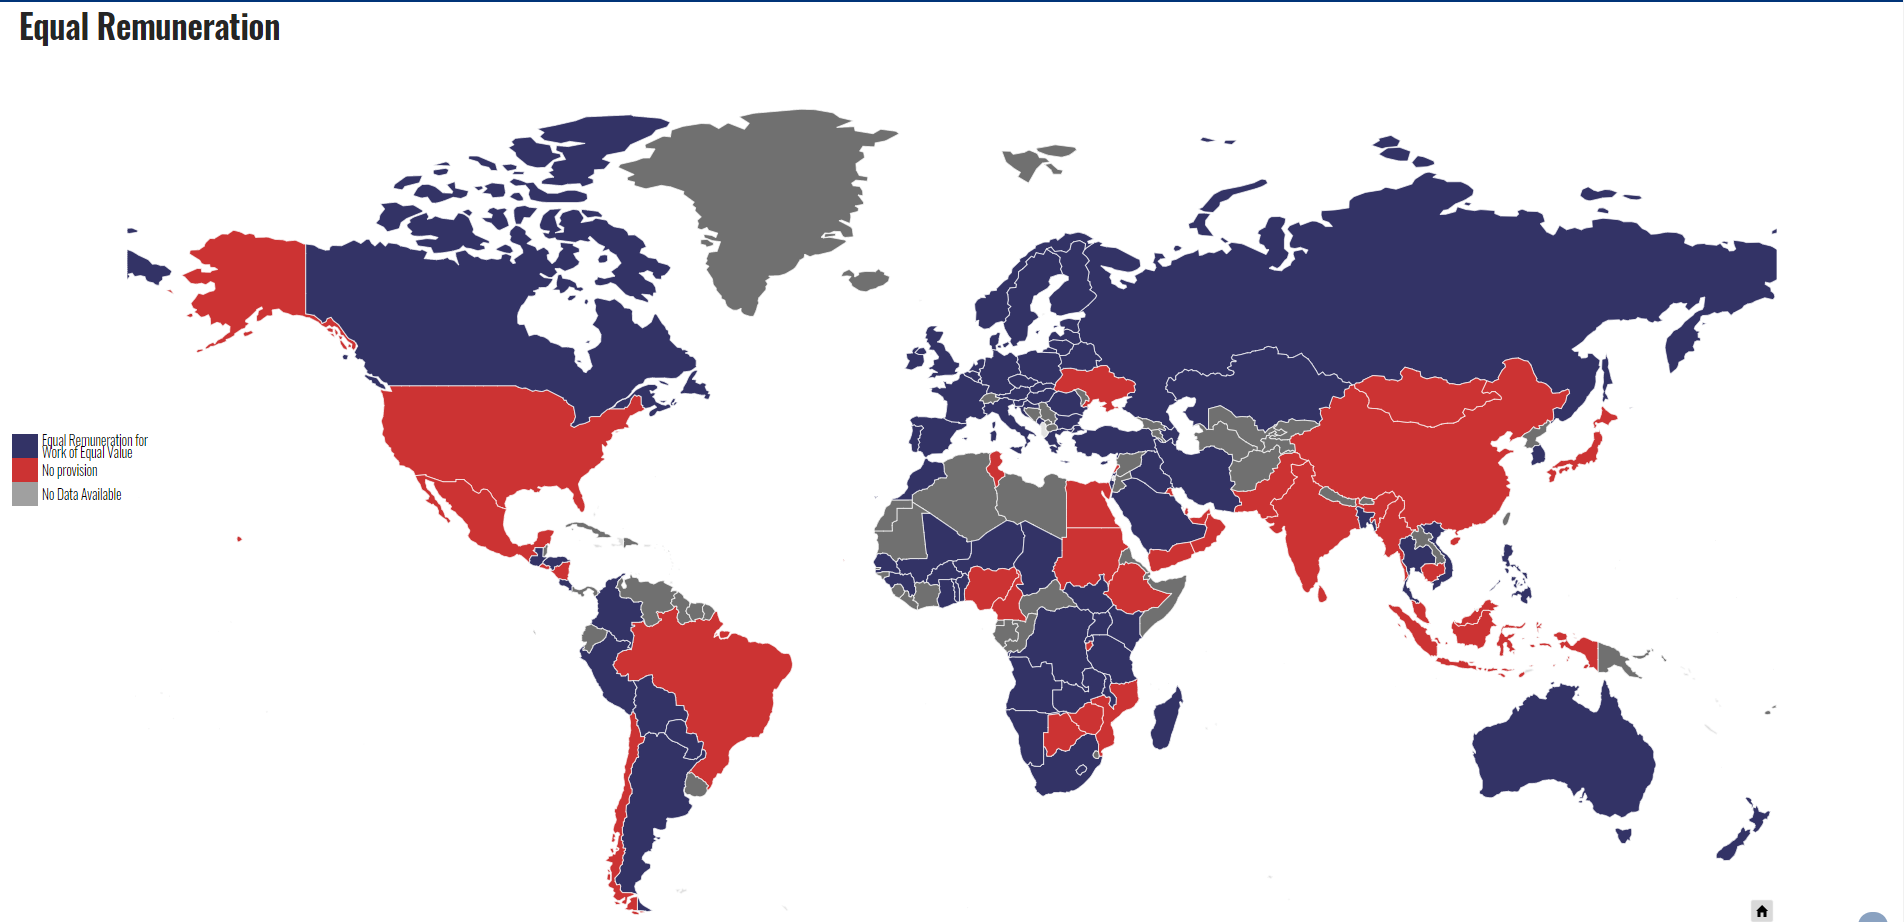 Equal Remuneration
Equal Remuneration for
Work of Equal Value
No provision
No Data Available